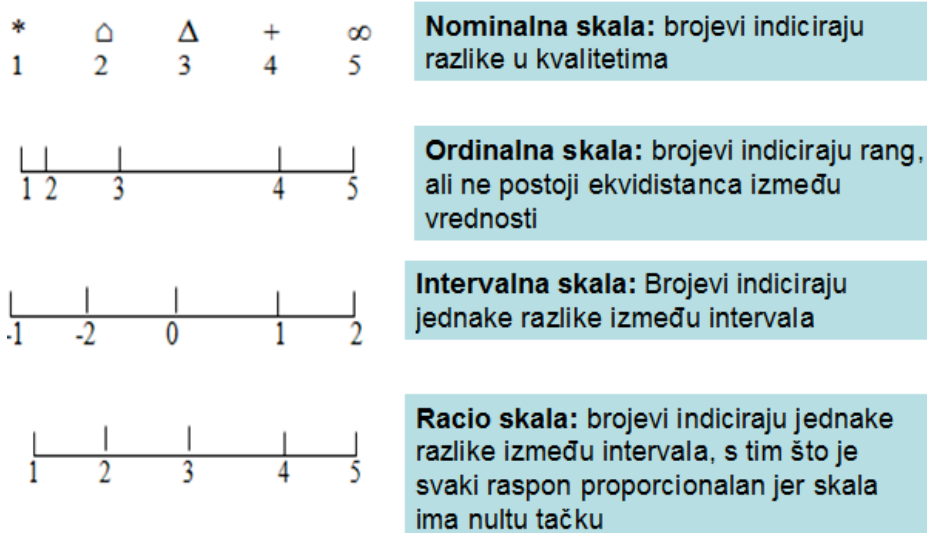 * ⌂ Δ + ∞
1 2 3 4 5
Nominalna skala: brojevi indiciraju
razlike u kvalitetima
1 2 3 4 5
Ordinalna skala: brojevi indiciraju rang,
ali ne postoji ekvidistanca između
vrednosti
-1 -2 0 1 2
Intervalna skala: Brojevi indiciraju
jednake razlike između intervala
1 2 3 4 5
Racio skala: brojevi indiciraju jednake
razlike između intervala, s tim što je
svaki raspon proporcionalan jer skala
ima nultu tačku